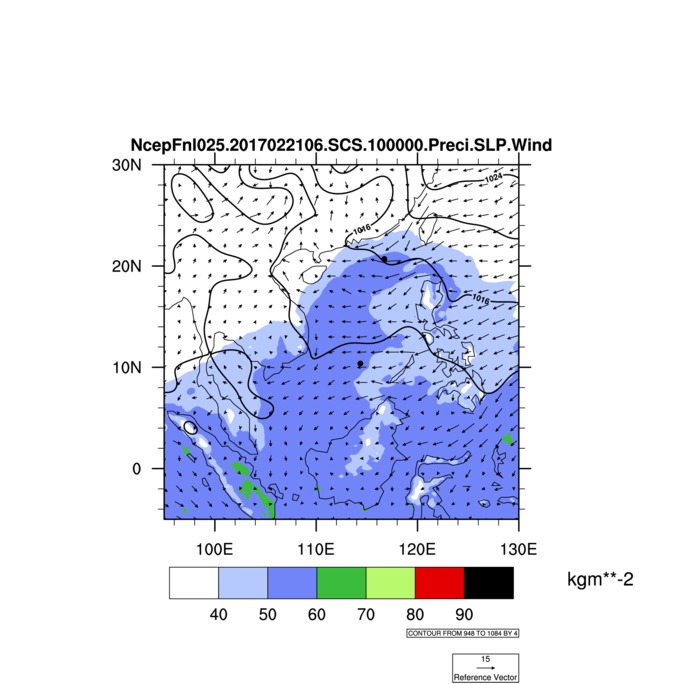 NcepFnl025.2017022106.SCS.100000.Preci.SLP.Wind
30N
1024
1016
20N
1016
10N
0
100E 110E 120E 130E
kgm**-2
40 50 60 70 80 90
CONTOUR FROM 948 TO 1084 BY 4
15
Reference Vector